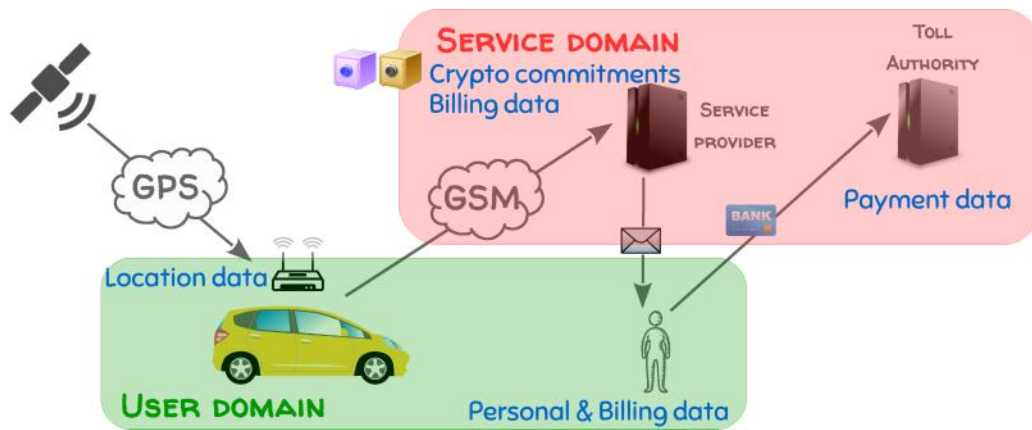 SERVICE DOMAIN
Crypto commitments
Billing data
TOLL
AUTHORITY
SERVICE
PROVIDER
GPS
GSM
BANK
Payment data
Location data
USER DOMAIN
Personal & Billing data